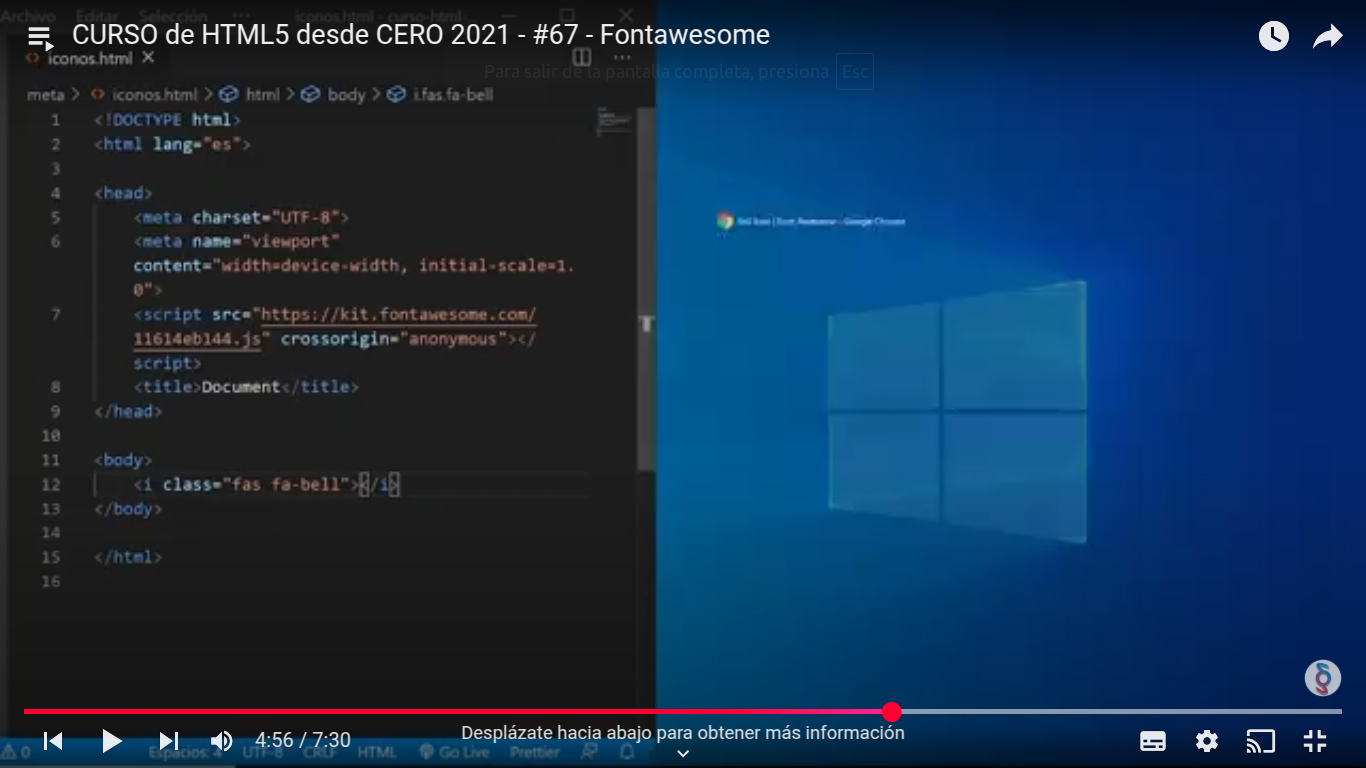 Archivo Editar Selección ... iconos.html - curso-html-
CURSO de HTML5 desde CERO 2021 - #67 - Fontawesome
iconos.html
Para salir de la pantalla completa, presiona Esc
meta > iconos.html > html > body > i.fas.fa-bell
1 <!DOCTYPE html>
2 <html lang="es">
3
4 <head>
5 <meta charset="UTF-8">
6 <meta name="viewport"
content="width=device-width, initial-scale=1.
0">
7 <script src="https://kit.fontawesome.com/
11614eb144.js" crossorigin="anonymous"></
script>
8 <title>Document</title>
9 </head>
10
11 <body>
12 <i class="fas fa-bell"></i>
13 </body>
14
15 </html>
16
Google Chrome
4:56 / 7:30
Desplázate hacia abajo para obtener más información
0 Espacios: 4 UTF-8 CRLF HTML Go Live Prettier